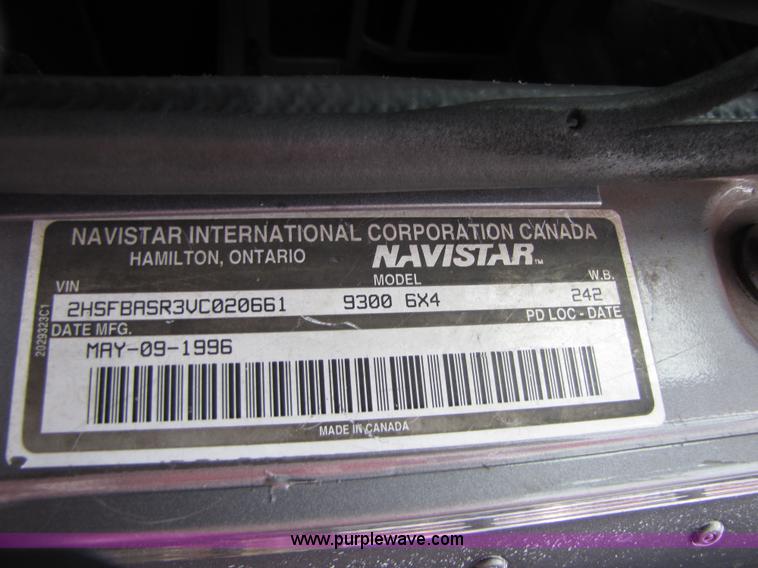 NAVISTAR INTERNATIONAL CORPORATION CANADA
HAMILTON, ONTARIO NAVISTAR™
VIN MODEL W.B.
2HSFBASR3VC020661 9300 6X4 242
DATE MFG. PD LOC - DATE
MAY-09-1996
MADE IN CANADA
2029323C1
www.purplewave.com